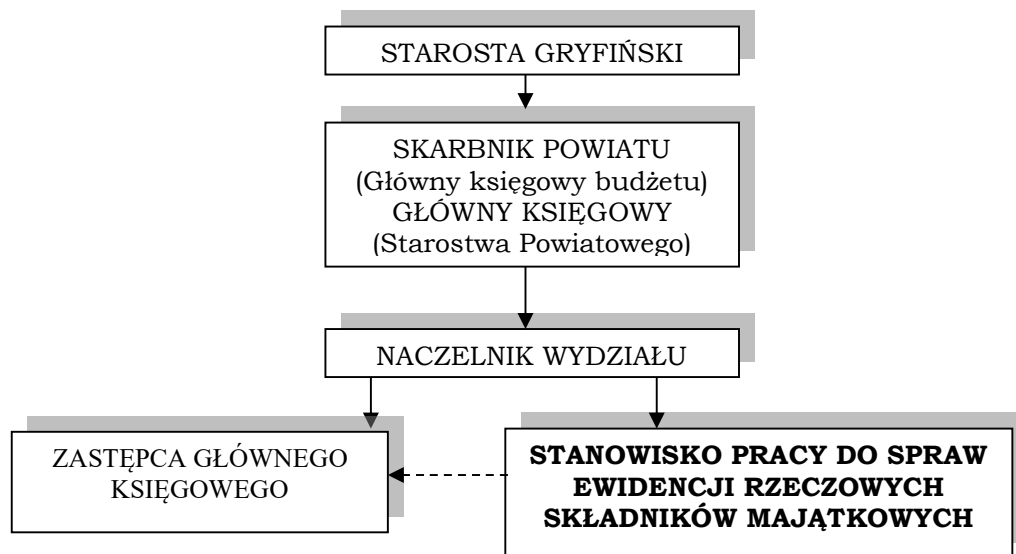 STAROSTA GRYFIŃSKI
SKARBNIK POWIATU
(Główny księgowy budżetu)
GŁÓWNY KSIĘGOWY
(Starostwa Powiatowego)
NACZELNIK WYDZIAŁU
ZASTĘPCA GŁÓWNEGO
KSIĘGOWEGO
STANOWISKO PRACY DO SPRAW
EWIDENCJI RZECZOWYCH
SKŁADNIKÓW MAJĄTKOWYCH